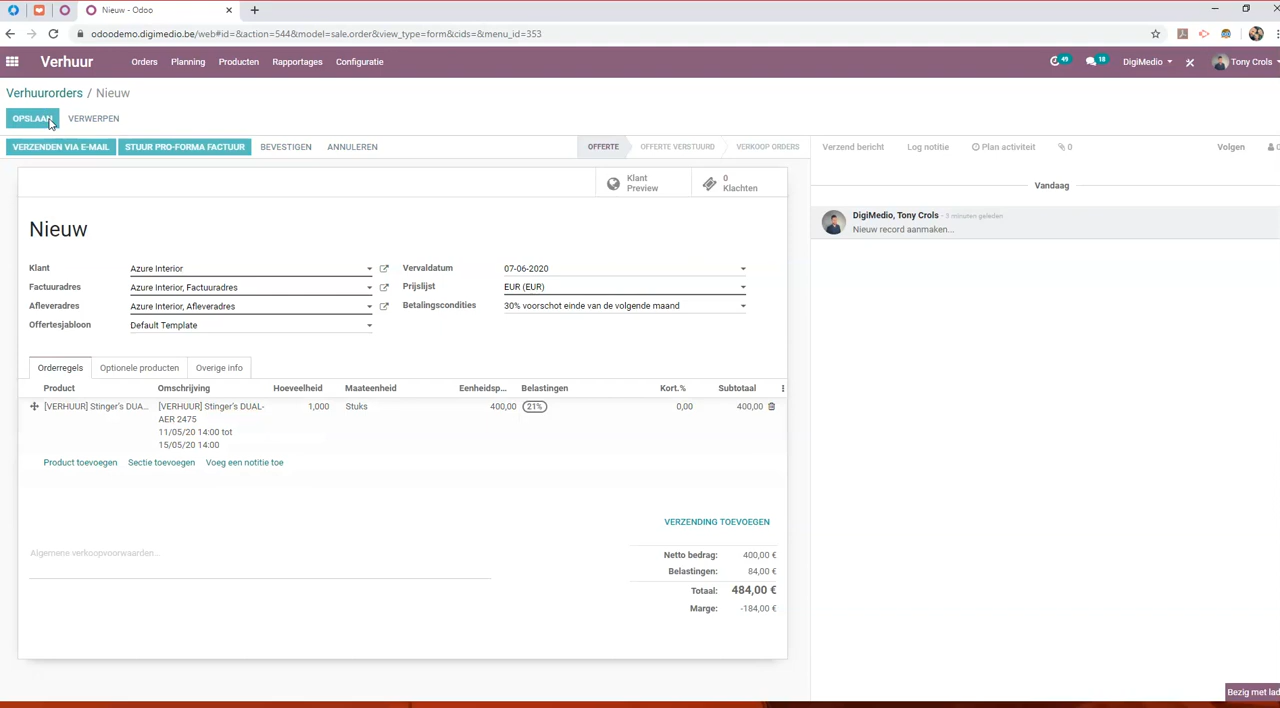 Nieuw - Odoo
odoodemo.digimedio.be/web#id=&action=544&model=sale.order&view_type=form&cids=&menu_id=353
Verhuur Orders Planning Producten Rapportages Configuratie 49 18 DigiMedio Tony Crols
Verhuurorders / Nieuw
OPSLAAN VERWERPEN
VERZENDEN VIA E-MAIL STUUR PRO-FORMA FACTUUR BEVESTIGEN ANNULEREN OFFERTE OFFERTE VERSTUURD VERKOOP ORDERS Verzend bericht Log notitie Plan activiteit 0 Volgen 0
Klant Preview
0 Klachten
Vandaag
DigiMedio, Tony Crols
Nieuw record aanmaken...
Nieuw
Klant Azure Interior Vervaldatum 07-06-2020
Factuuradres Azure Interior, Factuuradres Prijslijst EUR (EUR)
Afleveradres Azure Interior, Afleveradres Betalingscondities 30% voorschot einde van de volgende maand
Offertesjabloon Default Template
Orderregels Optionele producten Overige info
Product Omschrijving Hoeveelheid Maateenheid Eenheidsp... Belastingen Kort.% Subtotaal
[VERHUUR] Stinger's DUA... [VERHUUR] Stinger's DUAL- 1,000 Stuks 400,00 21% 0,00 400,00
AER 2475
11/05/20 14:00 tot
15/05/20 14:00
Product toevoegen Sectie toevoegen Voeg een notitie toe
VERZENDING TOEVOEGEN
Algemene verkoopvoorwaarden...
Netto bedrag: 400,00 €
Belastingen: 84,00 €
Totaal: 484,00 €
Marge: -184,00 €
Bezig met lad